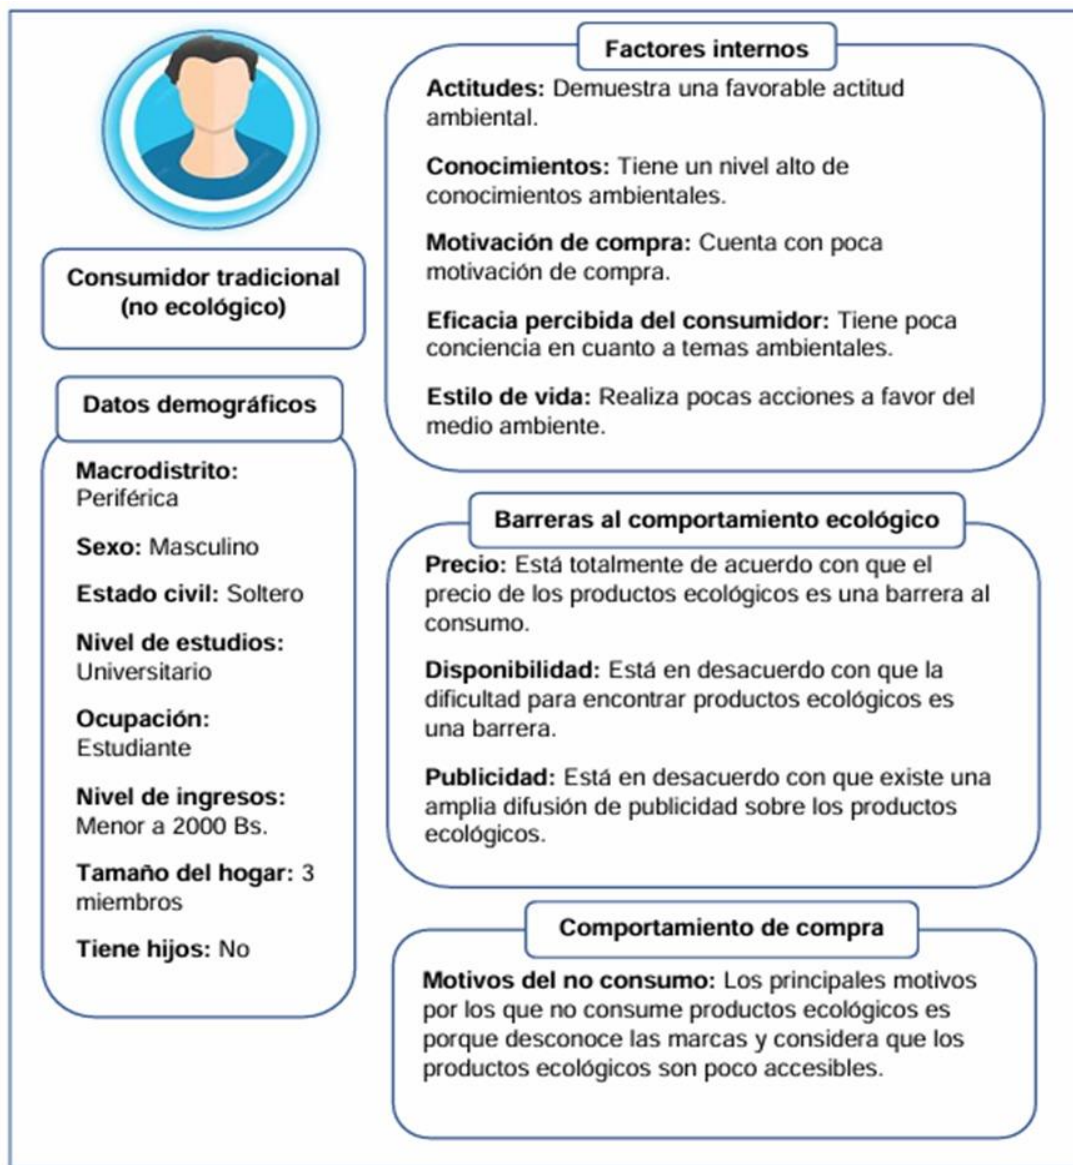 Consumidor tradicional
(no ecológico)
Datos demográficos
Macrodistrito:
Periférica
Sexo: Masculino
Estado civil: Soltero
Nivel de estudios:
Universitario
Ocupación:
Estudiante
Nivel de ingresos:
Menor a 2000 Bs.
Tamaño del hogar: 3
miembros
Tiene hijos: No
Factores internos
Actitudes: Demuestra una favorable actitud
ambiental.
Conocimientos: Tiene un nivel alto de
conocimientos ambientales.
Motivación de compra: Cuenta con poca
motivación de compra.
Eficacia percibida del consumidor: Tiene poca
conciencia en cuanto a temas ambientales.
Estilo de vida: Realiza pocas acciones a favor del
medio ambiente.
Barreras al comportamiento ecológico
Precio: Está totalmente de acuerdo con que el
precio de los productos ecológicos es una barrera al
consumo.
Disponibilidad: Está en desacuerdo con que la
dificultad para encontrar productos ecológicos es
una barrera.
Publicidad: Está en desacuerdo con que existe una
amplia difusión de publicidad sobre los productos
ecológicos.
Comportamiento de compra
Motivos del no consumo: Los principales motivos
por los que no consume productos ecológicos es
porque desconoce las marcas y considera que los
productos ecológicos son poco accesibles.